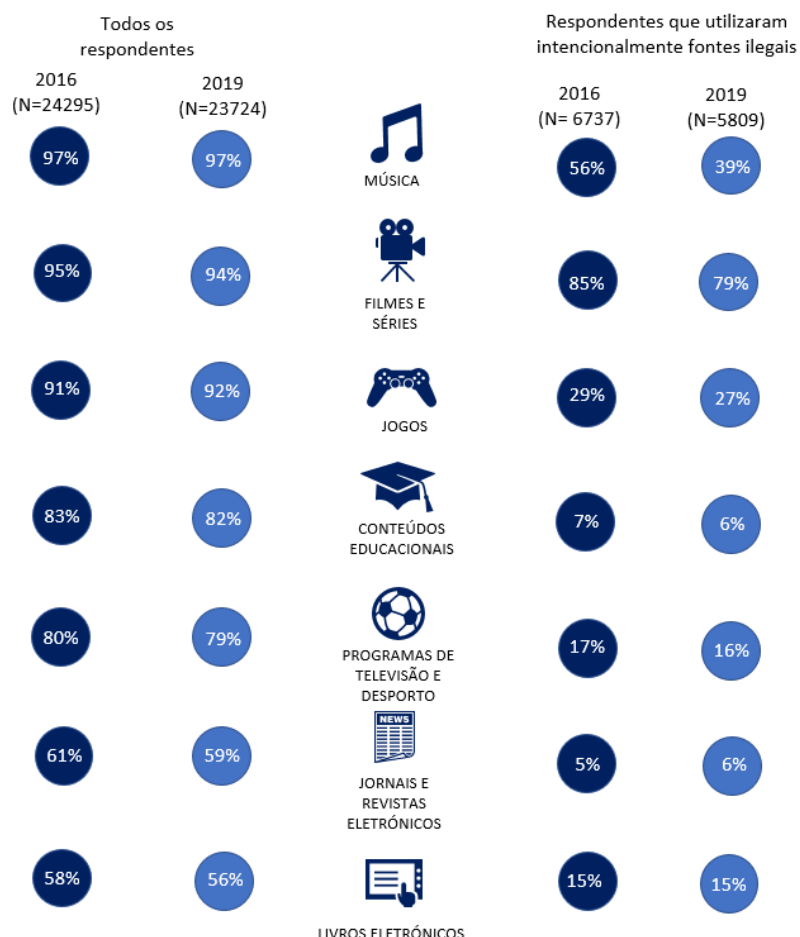 Todos os
respondentes
Respondentes que utilizaram
intencionalmente fontes ilegais
2016
(N=24295)
2019
(N=23724)
2016
(N= 6737)
2019
(N=5809)
97%
97%
MÚSICA
56%
39%
95%
94%
FILMES E
SÉRIES
85%
79%
91%
92%
JOGOS
29%
27%
83%
82%
CONTEÚDOS
EDUCACIONAIS
7%
6%
80%
79%
PROGRAMAS DE
TELEVISÃO E
DESPORTO
17%
16%
61%
59%
NEWS
JORNAIS E
REVISTAS
ELETRÓNICOS
5%
6%
58%
56%
LIVROS ELETRÓNICOS
15%
15%